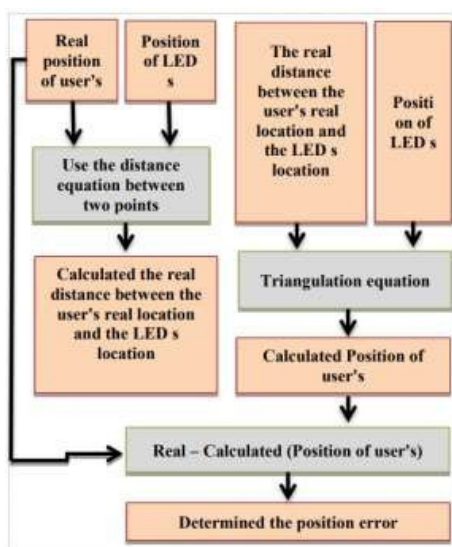 Real
position of
user's
Position
of LED
s
The real
distance
between the
user's real
location and
the LED s
location
Positi
on of
LED s
Use the distance
equation between
two points
Calculated the real
distance between the
user's real location
and the LED s
location
Triangulation equation
Calculated Position of
user's
Real – Calculated (Position of user's)
Determined the position error